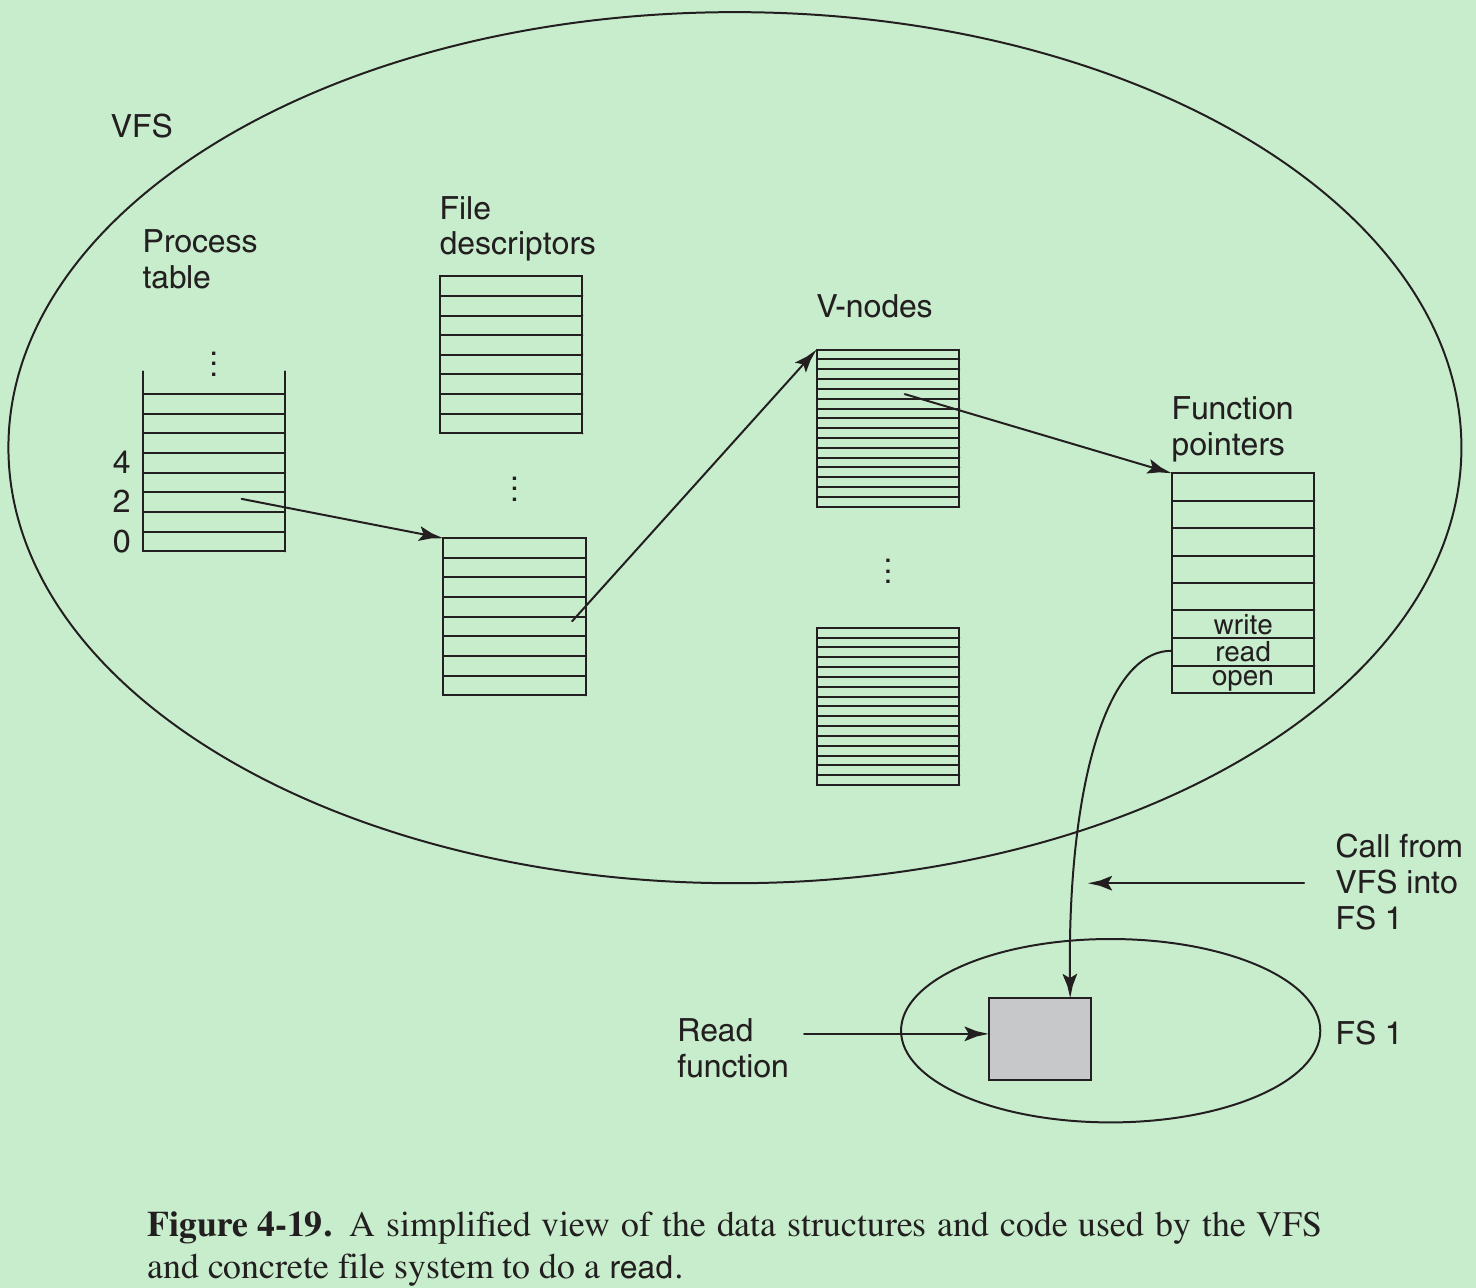 VFS
Process
table
File
descriptors
V-nodes
Function
pointers
⋮
4
2
0
⋮
⋮
write
read
open
Call from
VFS into
FS 1
Read
function
FS 1
Figure 4-19. A simplified view of the data structures and code used by the VFS
and concrete file system to do a read.